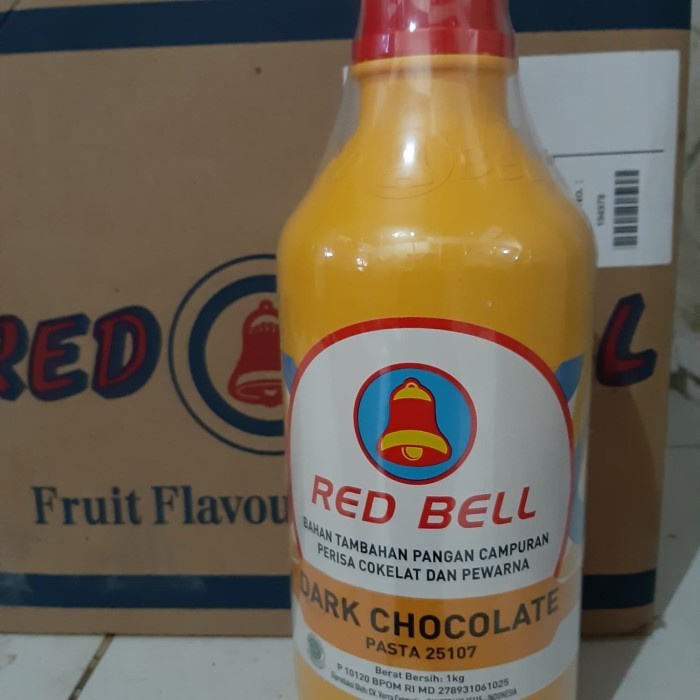 RED
L
Fruit Flavou
194978
RED BELL
BAHAN TAMBAHAN PANGAN CAMPURAN
PERISA COKELAT DAN PEWARNA
DARK CHOCOLATE
PASTA 25107
Berat Bersih: 1kg
P 10120 BPOM RI MD 278931061025